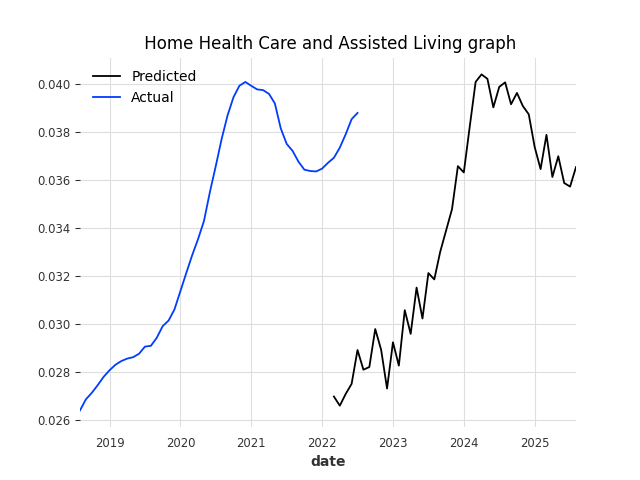 Home Health Care and Assisted Living graph
Predicted
Actual
0.040
0.038
0.036
0.034
0.032
0.030
0.028
0.026
2019 2020 2021 2022 2023 2024 2025
date